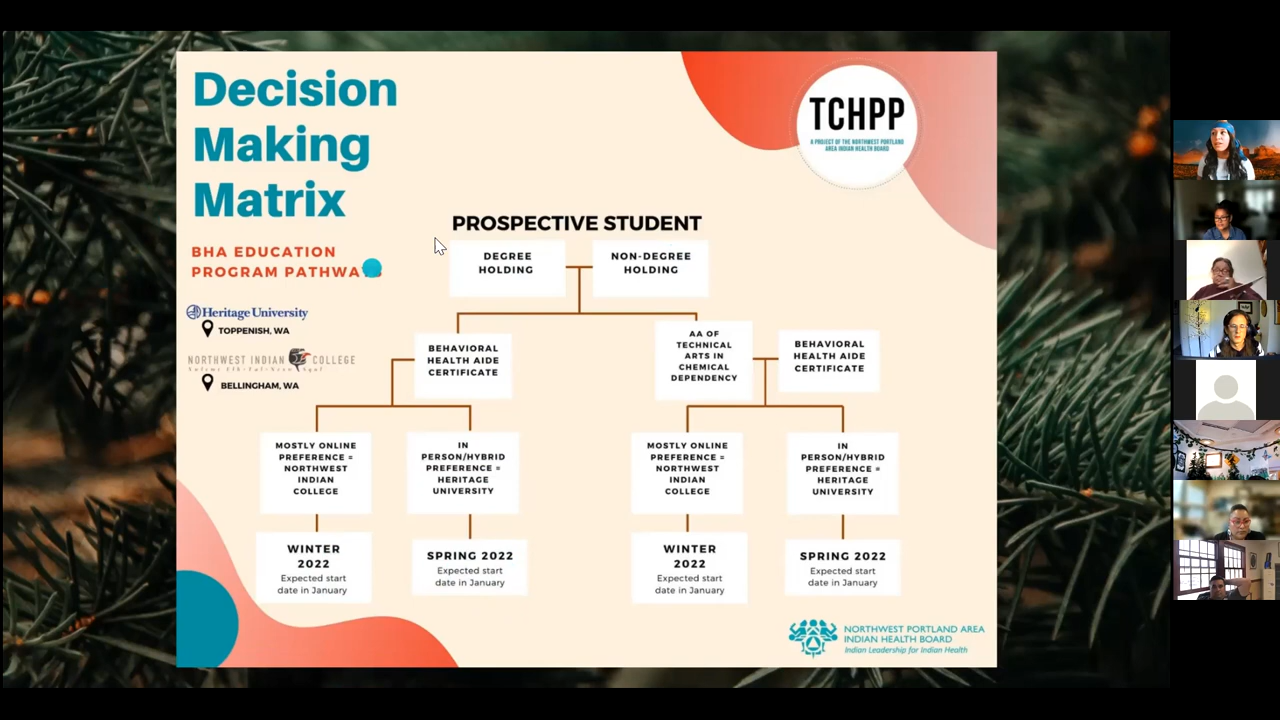 Decision
Making
Matrix
TCHPP
A PROJECT OF THE NORTHWEST PORTLAND
AREA INDIAN HEALTH BOARD
BHA EDUCATION
PROGRAM PATHWA
Heritage University
TOPPENISH, WA
NORTHWEST INDIAN COLLEGE
BELLINGHAM, WA
PROSPECTIVE STUDENT
DEGREE
HOLDING
NON-DEGREE
HOLDING
BEHAVIORAL
HEALTH AIDE
CERTIFICATE
AA OF
TECHNICAL
ARTS IN
CHEMICAL
DEPENDENCY
BEHAVIORAL
HEALTH AIDE
CERTIFICATE
MOSTLY ONLINE
PREFERENCE =
NORTHWEST
INDIAN
COLLEGE
IN
PERSON/HYBRID
PREFERENCE =
HERITAGE
UNIVERSITY
MOSTLY ONLINE
PREFERENCE =
NORTHWEST
INDIAN
COLLEGE
IN
PERSON/HYBRID
PREFERENCE =
HERITAGE
UNIVERSITY
WINTER
2022
Expected start
date in January
SPRING 2022
Expected start
date in January
WINTER
2022
Expected start
date in January
SPRING 2022
Expected start
date in January
NORTHWEST PORTLAND AREA
INDIAN HEALTH BOARD
Indian Leadership for Indian Health